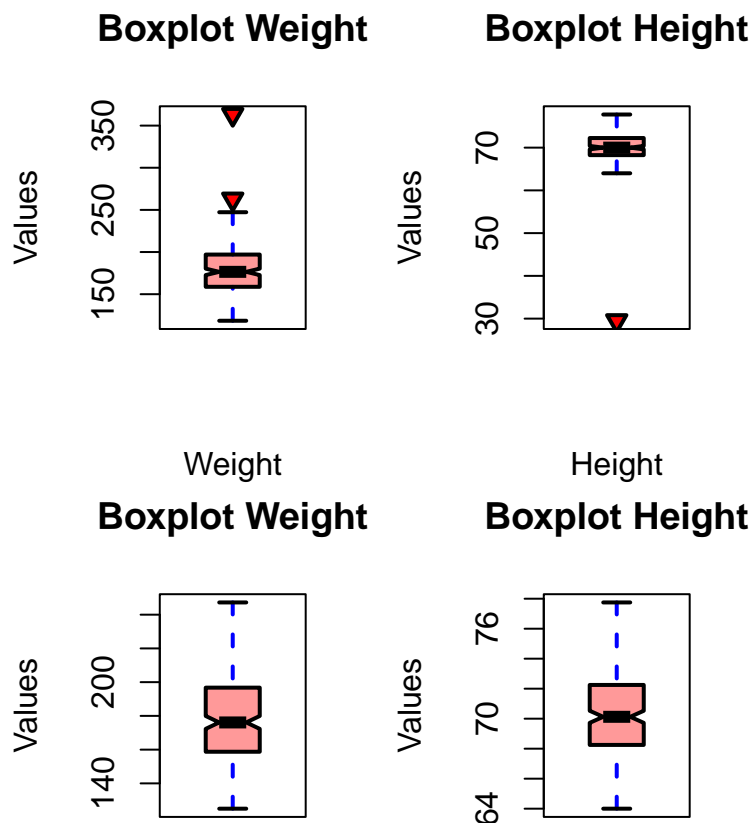 Boxplot Weight
Values
350
250
150
Weight
Boxplot Height
Values
70
50
30
Height
Boxplot Weight
Values
200
140
Boxplot Height
Values
76
70
64